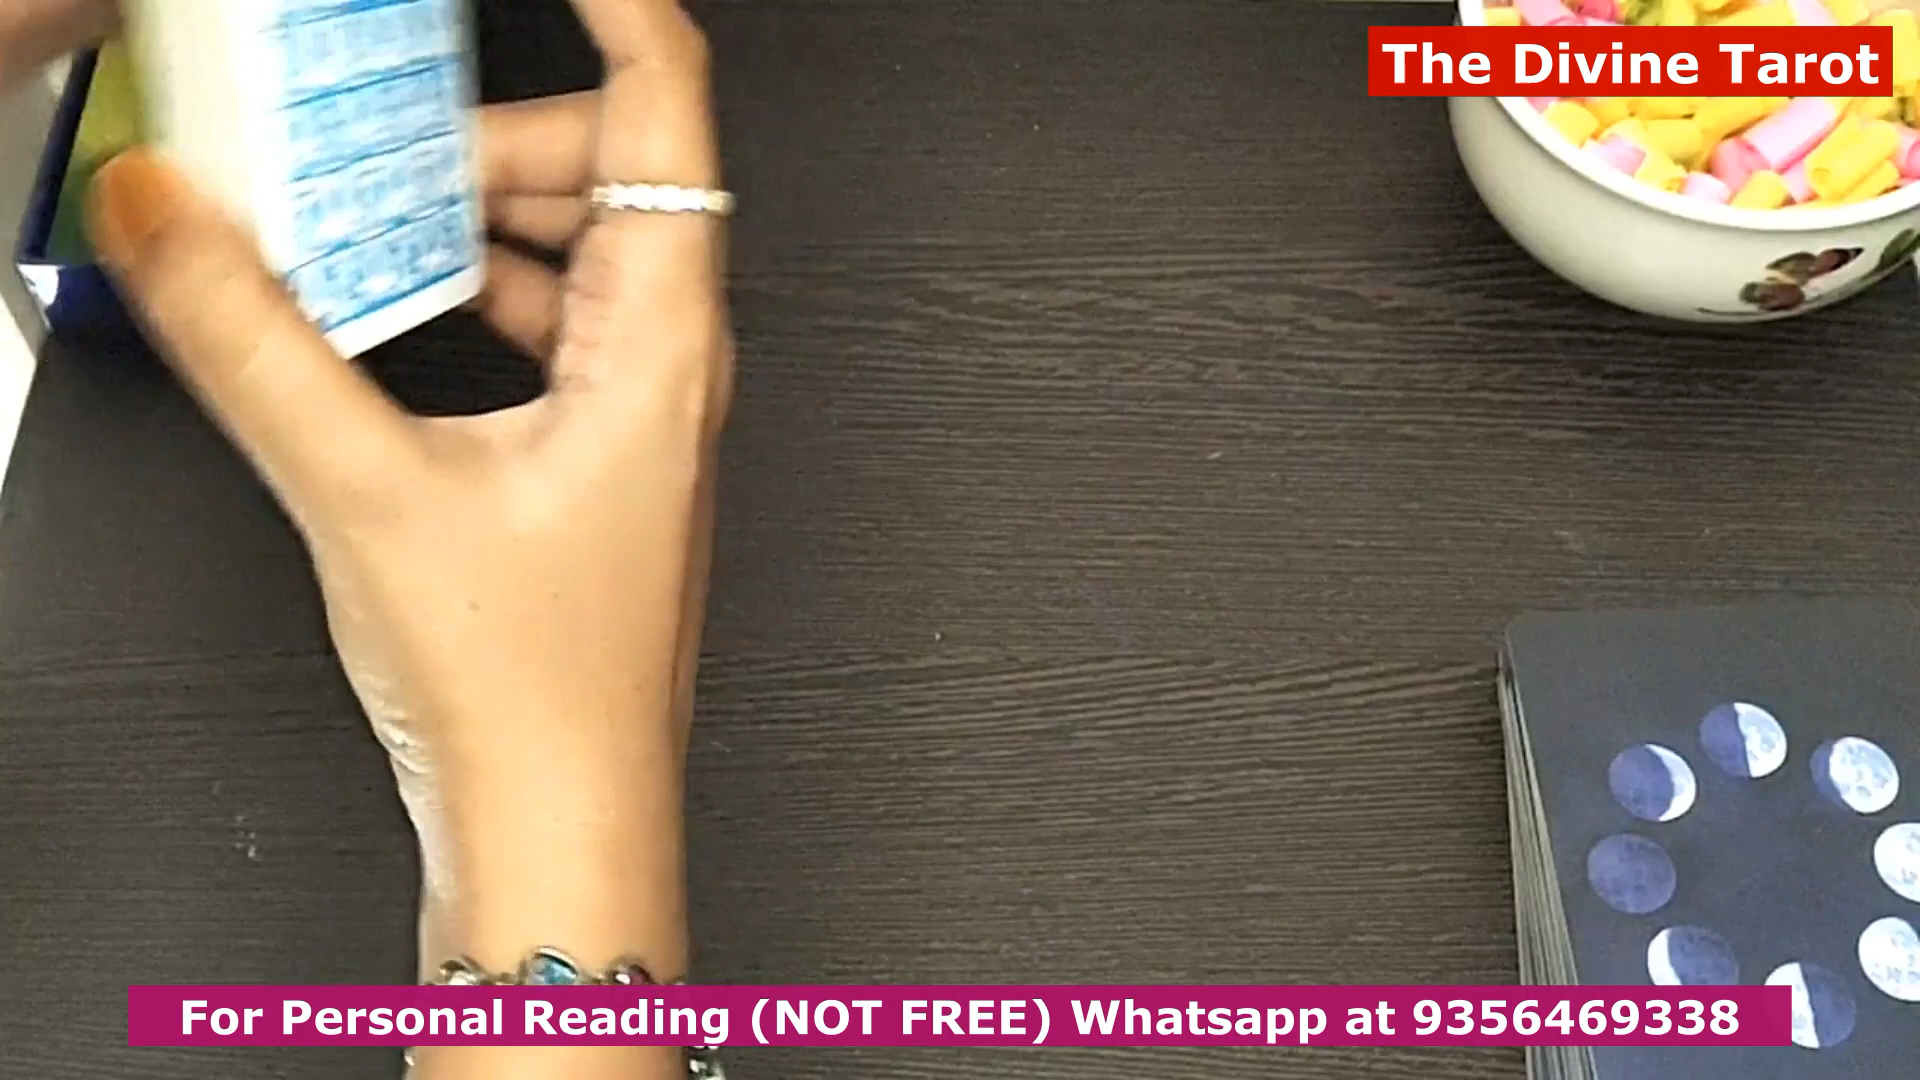 The Divine Tarot
For Personal Reading (NOT FREE) Whatsapp at 9356469338